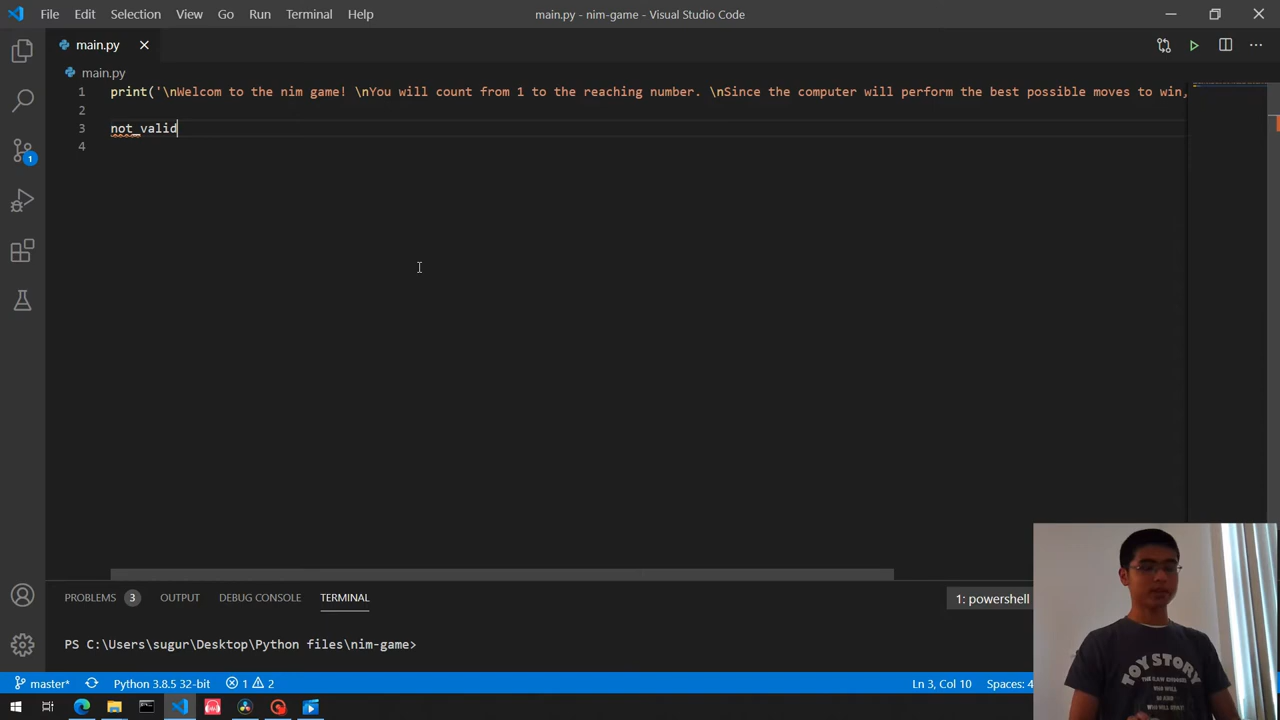 File Edit Selection View Go Run Terminal Help main.py - nim-game - Visual Studio Code
main.py
main.py
1 print('\nWelcom to the nim game! \nYou will count from 1 to the reaching number. \nSince the computer will perform the best possible moves to win,
2
3 not_valid
4
1
PROBLEMS 3 OUTPUT DEBUG CONSOLE TERMINAL 1: powershell
PS C:\Users\sugur\Desktop\Python files\nim-game>
TOY STORY
master* Python 3.8.5 32-bit 1 2 Ln 3, Col 10 Spaces: 4